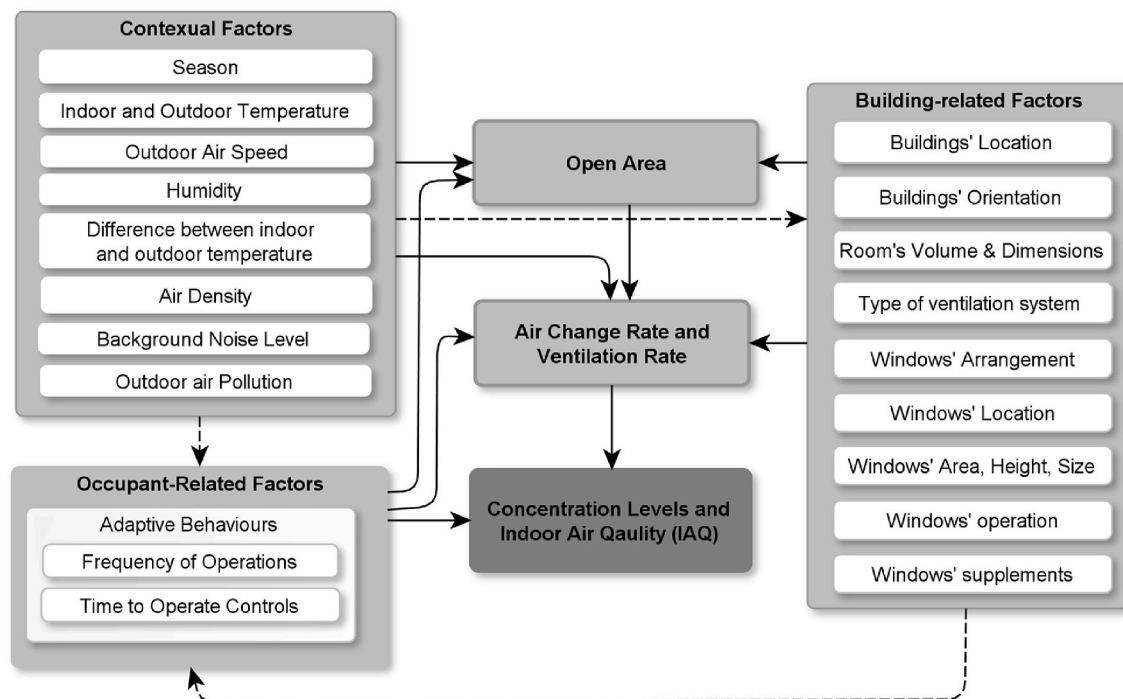 Contexual Factors
Season
Indoor and Outdoor Temperature
Outdoor Air Speed
Humidity
Difference between indoor
and outdoor temperature
Air Density
Background Noise Level
Outdoor air Pollution
Occupant-Related Factors
Adaptive Behaviours
Frequency of Operations
Time to Operate Controls
Open Area
Air Change Rate and
Ventilation Rate
Concentration Levels and
Indoor Air Qaulity (IAQ)
Building-related Factors
Buildings' Location
Buildings' Orientation
Room's Volume & Dimensions
Type of ventilation system
Windows' Arrangement
Windows' Location
Windows' Area, Height, Size
Windows' operation
Windows' supplements